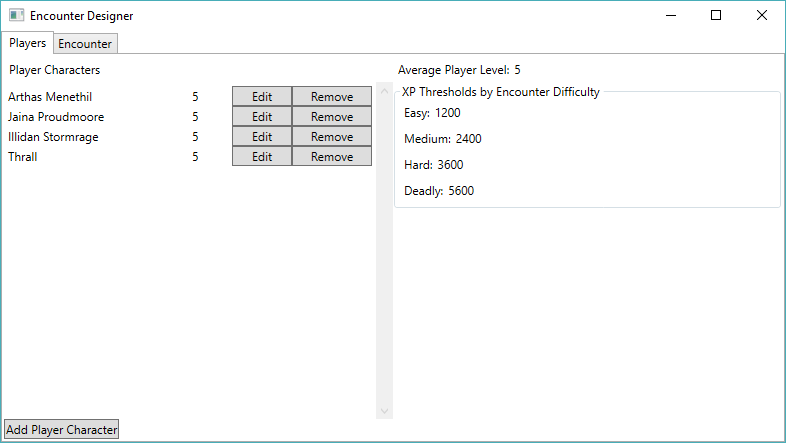 Encounter Designer
Players Encounter
Player Characters
Arthas Menethil 5 Edit Remove
Jaina Proudmoore 5 Edit Remove
Illidan Stormrage 5 Edit Remove
Thrall 5 Edit Remove
Add Player Character
Average Player Level: 5
XP Thresholds by Encounter Difficulty
Easy: 1200
Medium: 2400
Hard: 3600
Deadly: 5600